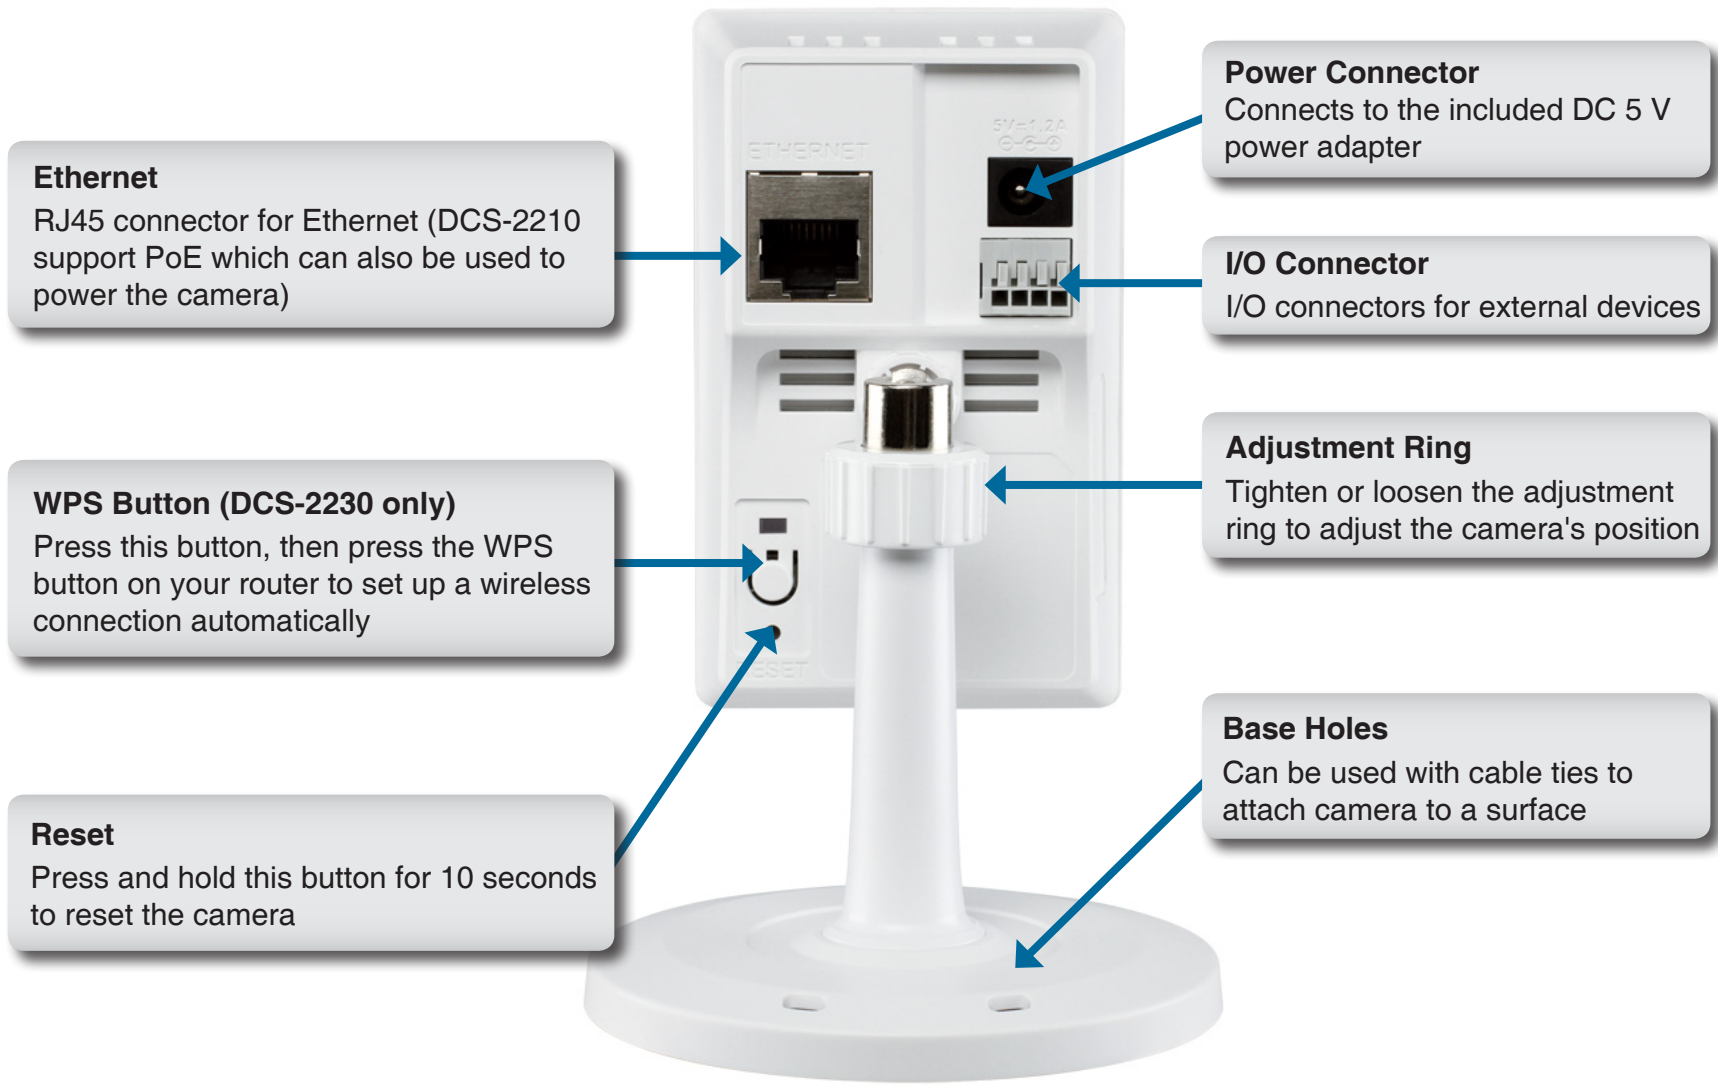 Ethernet
RJ45 connector for Ethernet (DCS-2210
support PoE which can also be used to
power the camera)
WPS Button (DCS-2230 only)
Press this button, then press the WPS
button on your router to set up a wireless
connection automatically
Reset
Press and hold this button for 10 seconds
to reset the camera
ETHERNET
5V=1.2A
RESET
Power Connector
Connects to the included DC 5 V
power adapter
I/O Connector
I/O connectors for external devices
Adjustment Ring
Tighten or loosen the adjustment
ring to adjust the camera's position
Base Holes
Can be used with cable ties to
attach camera to a surface